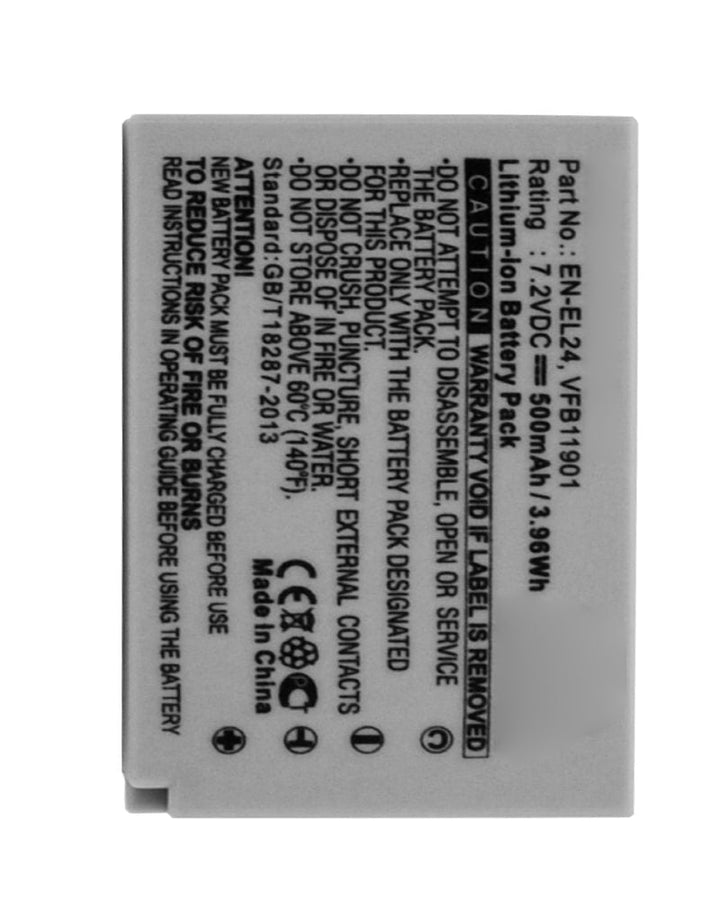 Part No.: EN-EL24, VFB11901
Rating : 7.2VDC 500mAh / 3.96Wh
Lithium-Ion Battery Pack
CAUTION WARRANTY VOID IF LABEL IS REMOVED
•DO NOT ATTEMPT TO DISASSEMBLE, OPEN OR SERVICE
THE BATTERY PACK.
•REPLACE ONLY WITH THE BATTERY PACK DESIGNATED
FOR THIS PRODUCT.
•DO NOT CRUSH, PUNCTURE, SHORT EXTERNAL CONTACTS
OR DISPOSE OF IN FIRE OR WATER.
•DO NOT STORE ABOVE 60ºC (140ºF).
Standard:GB/T18287-2013
CE
Made In China
ATTENTION!
NEW BATTERY PACK MUST BE FULLY CHARGED BEFORE USE
TO REDUCE RISK OF FIRE OR BURNS
READ INSTRUCTIONS IN OPERATING GUIDE BEFORE USING THE BATTERY